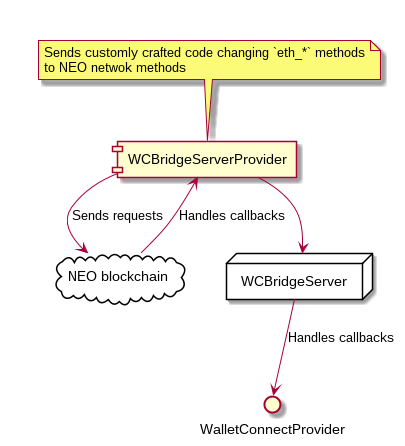 Sends customly crafted code changing `eth_*` methods
to NEO netwok methods
WCBridgeServerProvider
Sends requests
Handles callbacks
NEO blockchain
WCBridgeServer
Handles callbacks
WalletConnectProvider